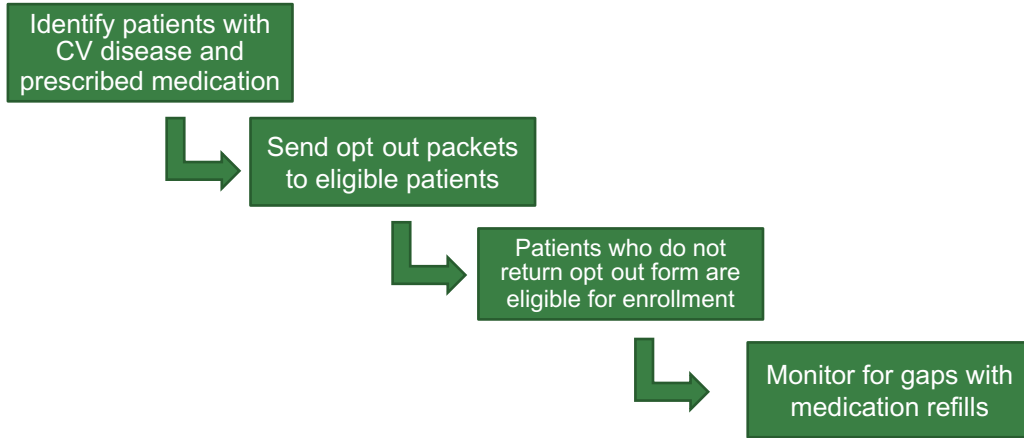 Identify patients with
CV disease and
prescribed medication
Send opt out packets
to eligible patients
Patients who do not
return opt out form are
eligible for enrollment
Monitor for gaps with
medication refills